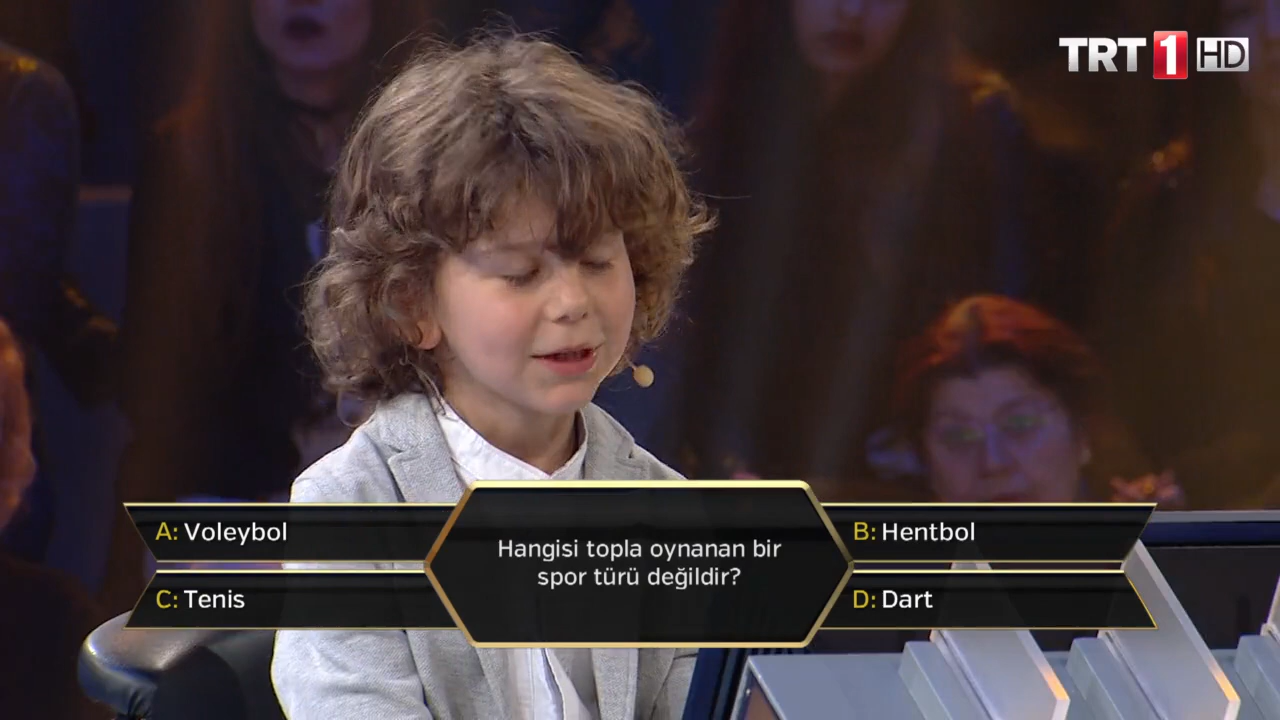 TRT 1 HD
Hangisi topla oynanan bir
spor türü değildir?
A: Voleybol
B: Hentbol
C: Tenis
D: Dart